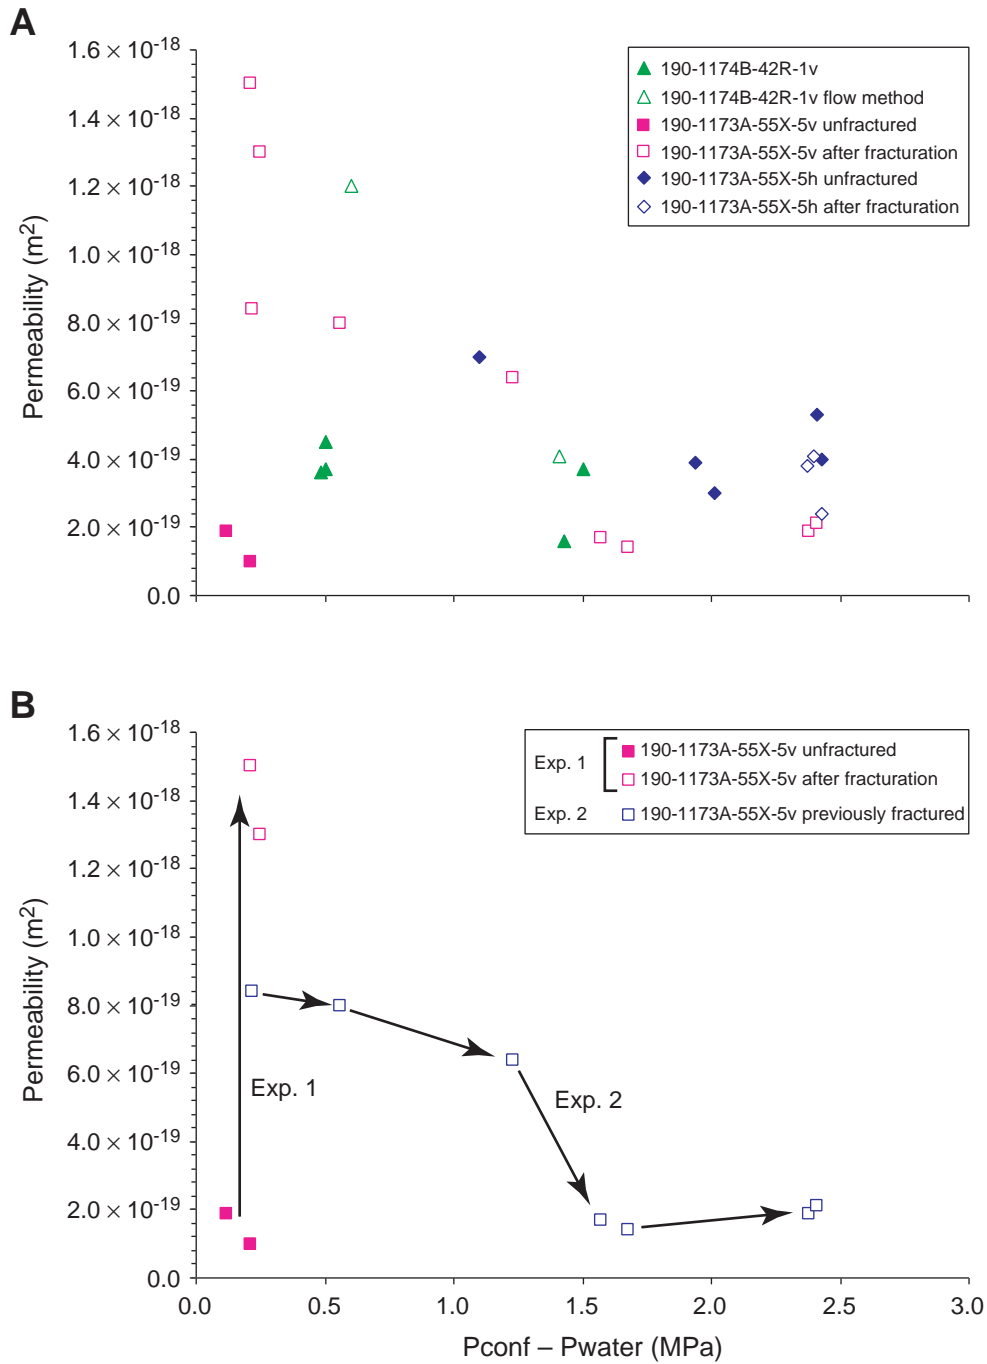 A
1.6 × 10⁻¹⁸
1.4 × 10⁻¹⁸
1.2 × 10⁻¹⁸
1.0 × 10⁻¹⁸
8.0 × 10⁻¹⁹
6.0 × 10⁻¹⁹
4.0 × 10⁻¹⁹
2.0 × 10⁻¹⁹
0.0
Permeability (m²)
190-1174B-42R-1v
190-1174B-42R-1v flow method
190-1173A-55X-5v unfractured
190-1173A-55X-5v after fracturation
190-1173A-55X-5h unfractured
190-1173A-55X-5h after fracturation
B
1.6 × 10⁻¹⁸
1.4 × 10⁻¹⁸
1.2 × 10⁻¹⁸
1.0 × 10⁻¹⁸
8.0 × 10⁻¹⁹
6.0 × 10⁻¹⁹
4.0 × 10⁻¹⁹
2.0 × 10⁻¹⁹
0.0
Permeability (m²)
Exp. 1
190-1173A-55X-5v unfractured
190-1173A-55X-5v after fracturation
Exp. 2
190-1173A-55X-5v previously fractured
Exp. 1
Exp. 2
0.0
0.5
1.0
1.5
2.0
2.5
3.0
Pconf – Pwater (MPa)